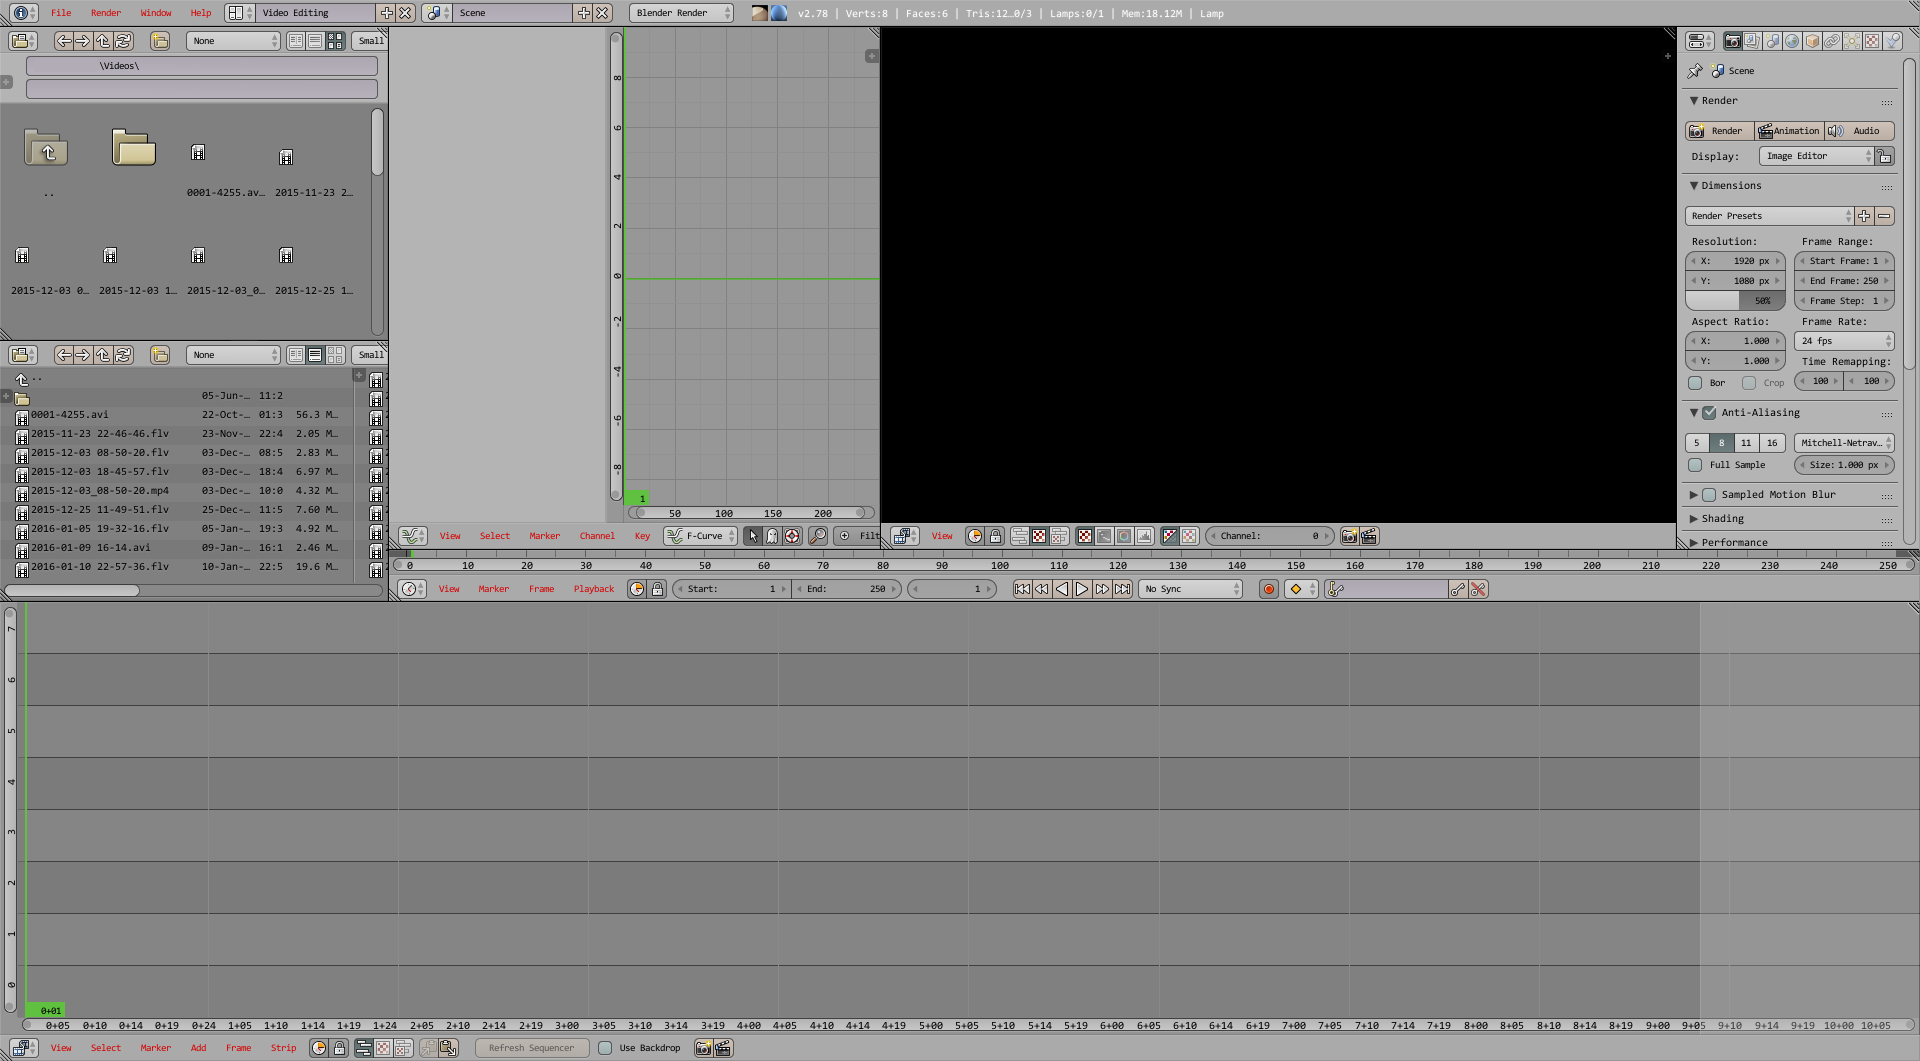 File Render Window Help Video Editing Scene Blender Render v2.78 | Verts:8 | Faces:6 | Tris:12…0/3 | Lamps:0/1 | Mem:18.12M | Lamp
None Small
\Videos\
..
0001-4255.av…
2015-11-23 2…
2015-12-03 0…
2015-12-03 1…
2015-12-03_0…
2015-12-25 1…
None Small
..
05-Jun-… 11:2
0001-4255.avi 22-Oct-… 01:3 56.3 M…
2015-11-23 22-46-46.flv 23-Nov-… 22:4 2.05 M…
2015-12-03 08-50-20.flv 03-Dec-… 08:5 2.83 M…
2015-12-03 18-45-57.flv 03-Dec-… 18:4 6.97 M…
2015-12-03_08-50-20.mp4 03-Dec-… 10:0 4.32 M…
2015-12-25 11-49-51.flv 25-Dec-… 11:5 7.60 M…
2016-01-05 19-32-16.flv 05-Jan-… 19:3 4.92 M…
2016-01-09 16-14.avi 09-Jan-… 16:1 2.46 M…
2016-01-10 22-57-36.flv 10-Jan-… 22:5 19.6 M…
8
6
4
2
0
-2
-4
-6
-8
1
50 100 150 200
View Select Marker Channel Key F-Curve Filt
View Channel: 0
Scene
Render
Render Animation Audio
Display: Image Editor
Dimensions
Render Presets
Resolution: Frame Range:
X: 1920 px Start Frame: 1
Y: 1080 px End Frame: 250
50% Frame Step: 1
Aspect Ratio: Frame Rate:
X: 1.000 24 fps
Y: 1.000 Time Remapping:
Bor Crop 100 100
Anti-Aliasing
5 8 11 16 Mitchell-Netrav…
Full Sample Size: 1.000 px
Sampled Motion Blur
Shading
Performance
0 10 20 30 40 50 60 70 80 90 100 110 120 130 140 150 160 170 180 190 200 210 220 230 240 250
View Marker Frame Playback Start: 1 End: 250 1 No Sync
7
6
5
4
3
2
1
0
0+01
0+05 0+10 0+14 0+19 0+24 1+05 1+10 1+14 1+19 1+24 2+05 2+10 2+14 2+19 3+00 3+05 3+10 3+14 3+19 4+00 4+05 4+10 4+14 4+19 5+00 5+05 5+10 5+14 5+19 6+00 6+05 6+10 6+14 6+19 7+00 7+05 7+10 7+14 7+19 8+00 8+05 8+10 8+14 8+19 9+00 9+05 9+10 9+14 9+19 10+00 10+05
View Select Marker Add Frame Strip Refresh Sequencer Use Backdrop